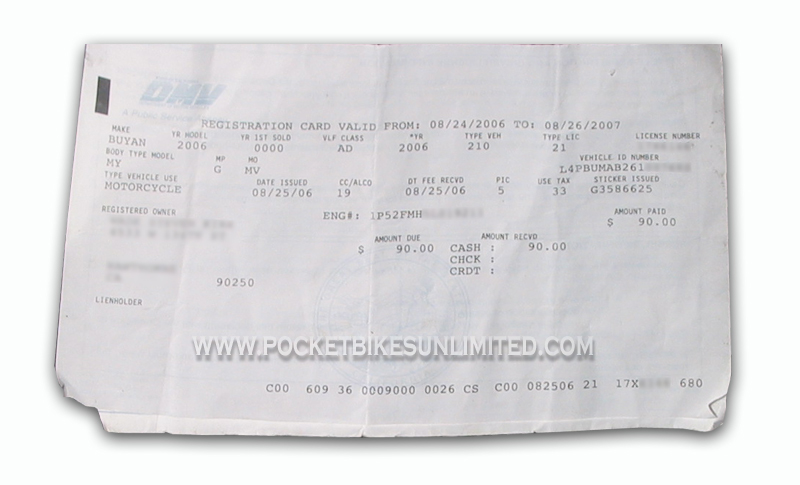 DMV
A Public Service Agency
REGISTRATION CARD VALID FROM: 08/24/2006 TO: 08/26/2007
MAKE YR MODEL YR 1ST SOLD VLF CLASS *YR TYPE VEH TYPE LIC LICENSE NUMBER
BUYAN 2006 0000 AD 2006 210 21
BODY TYPE MODEL MP MO VEHICLE ID NUMBER
MY G MV L4PBUMAB261
TYPE VEHICLE USE DATE ISSUED CC/ALCO DT FEE RECVD PIC USE TAX STICKER ISSUED
MOTORCYCLE 08/25/06 19 08/25/06 5 33 G3586625
REGISTERED OWNER ENG#: 1P52FMH AMOUNT PAID
$ 90.00
AMOUNT DUE AMOUNT RECVD
$ 90.00 CASH : 90.00
CHCK :
CRDT :
90250
LIENHOLDER
WWW.POCKETBIKESUNLIMITED.COM
C00 609 36 0009000 0026 CS C00 082506 21 17X 680